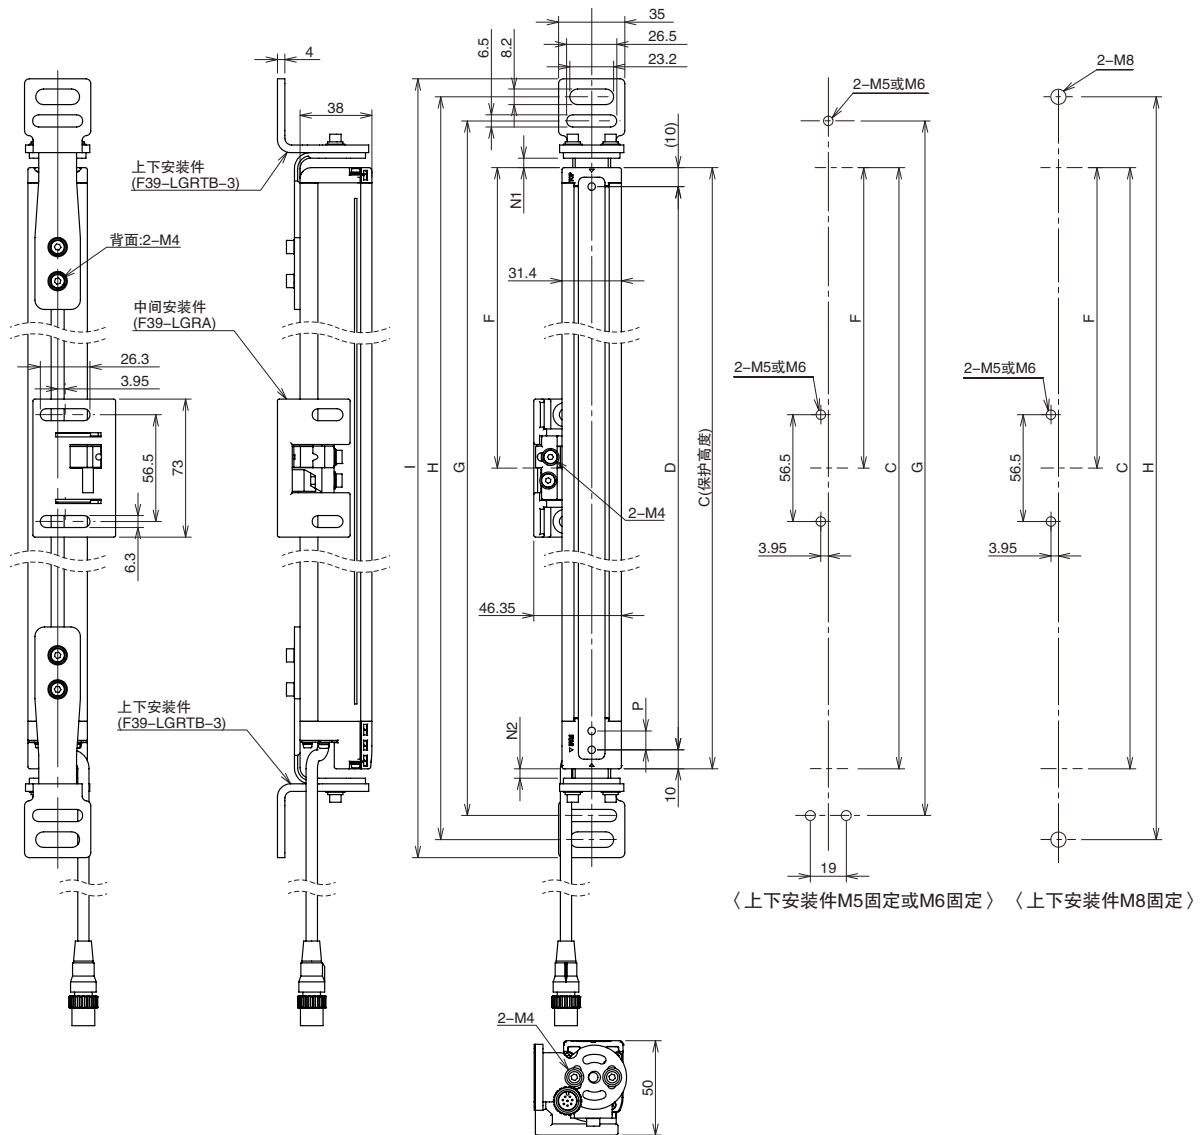 4
38
上下安装件
(F39-LGRTB-3)
背面:2-M4
中间安装件
(F39-LGRA)
26.3
3.95
56.5
73
6.3
上下安装件
(F39-LGRTB-3)
35
26.5
23.2
6.5
8.2
(10)
N1
TOP
31.4
F
I
H
G
D
C(保护高度)
2-M4
46.35
P
N2
10
2-M5或M6
F
2-M5或M6
56.5
C
G
3.95
19
〈上下安装件M5固定或M6固定〉
2-M8
F
2-M5或M6
56.5
C
H
3.95
〈上下安装件M8固定〉
2-M4
50